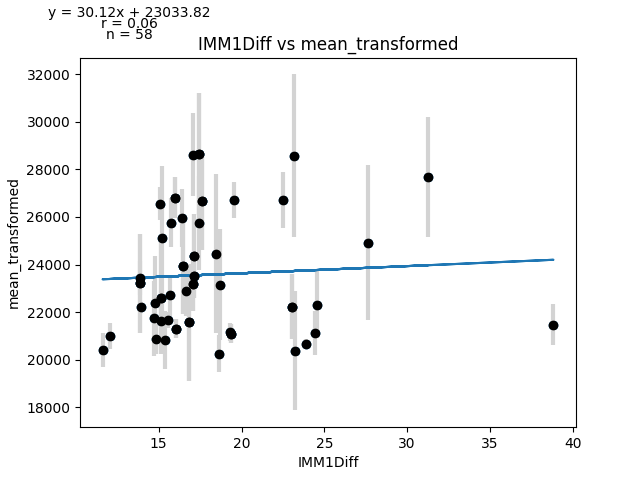 y = 30.12x + 23033.82
r = 0.06
n = 58
IMM1Diff vs mean_transformed
32000
30000
28000
26000
24000
22000
20000
18000
mean_transformed
15
20
25
30
35
40
IMM1Diff